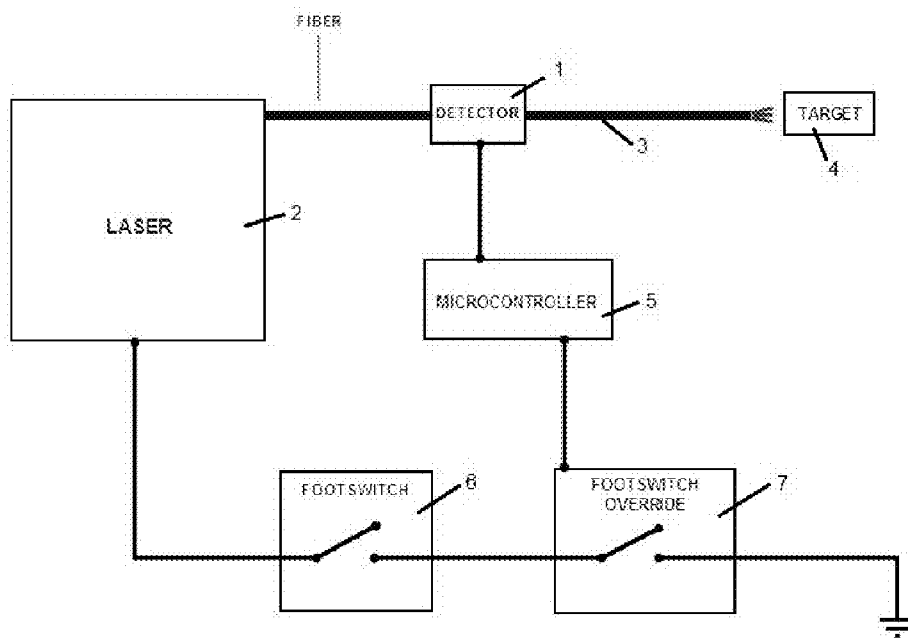 FIBER
1
DETECTOR
TARGET
3
4
2
LASER
MICROCONTROLLER
5
FOOTSWITCH
6
FOOTSWITCH
OVERRIDE
7